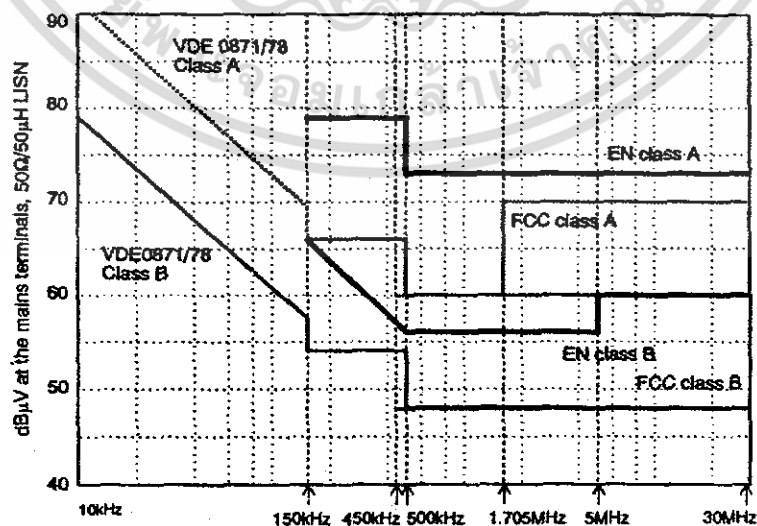 90
80
70
60
50
40
dBµV at the mains terminals, 50Ω/50µH LISN
VDE 0871/78
Class A
VDE0871/78
Class B
EN class A
FCC class A
EN class B
FCC class B
10kHz
150kHz
450kHz
500kHz
1.705MHz
5MHz
30MHz